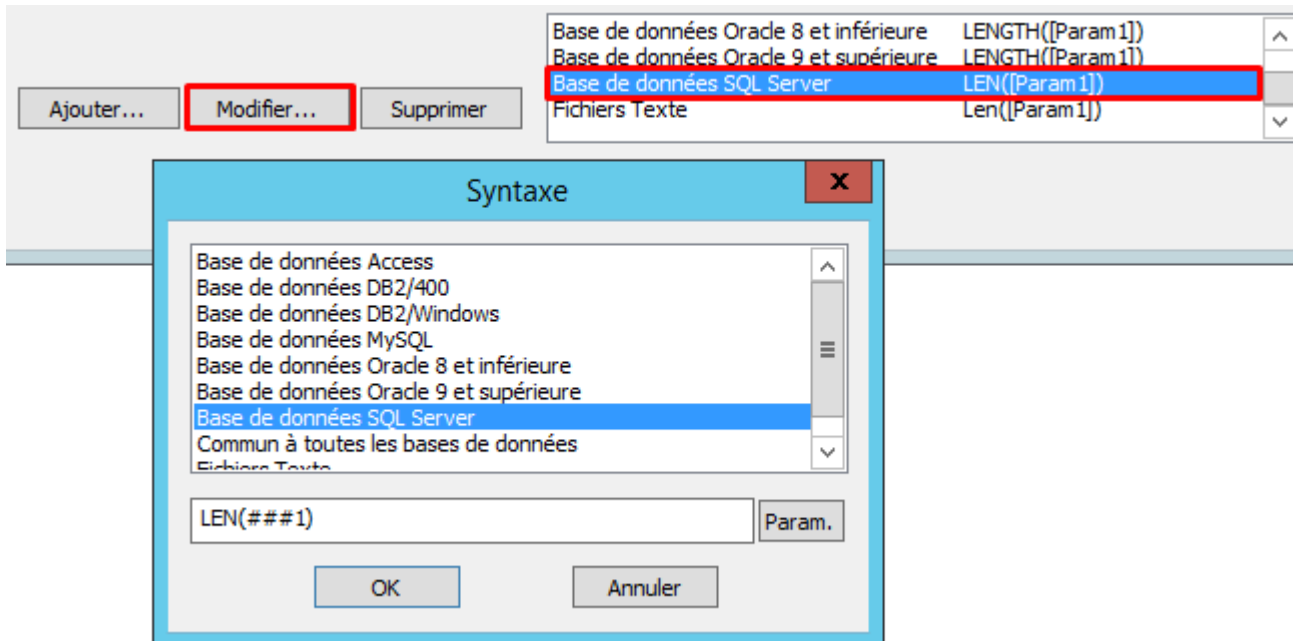 Base de données Oracle 8 et inférieure LENGTH([Param1])
Base de données Oracle 9 et supérieure LENGTH([Param1])
Base de données SQL Server LEN([Param1])
Fichiers Texte Len([Param1])
Ajouter... Modifier... Supprimer
Syntaxe
x
Base de données Access
Base de données DB2/400
Base de données DB2/Windows
Base de données MySQL
Base de données Oracle 8 et inférieure
Base de données Oracle 9 et supérieure
Base de données SQL Server
Commun à toutes les bases de données
Fichiers Texte
LEN(###1) Param.
OK Annuler